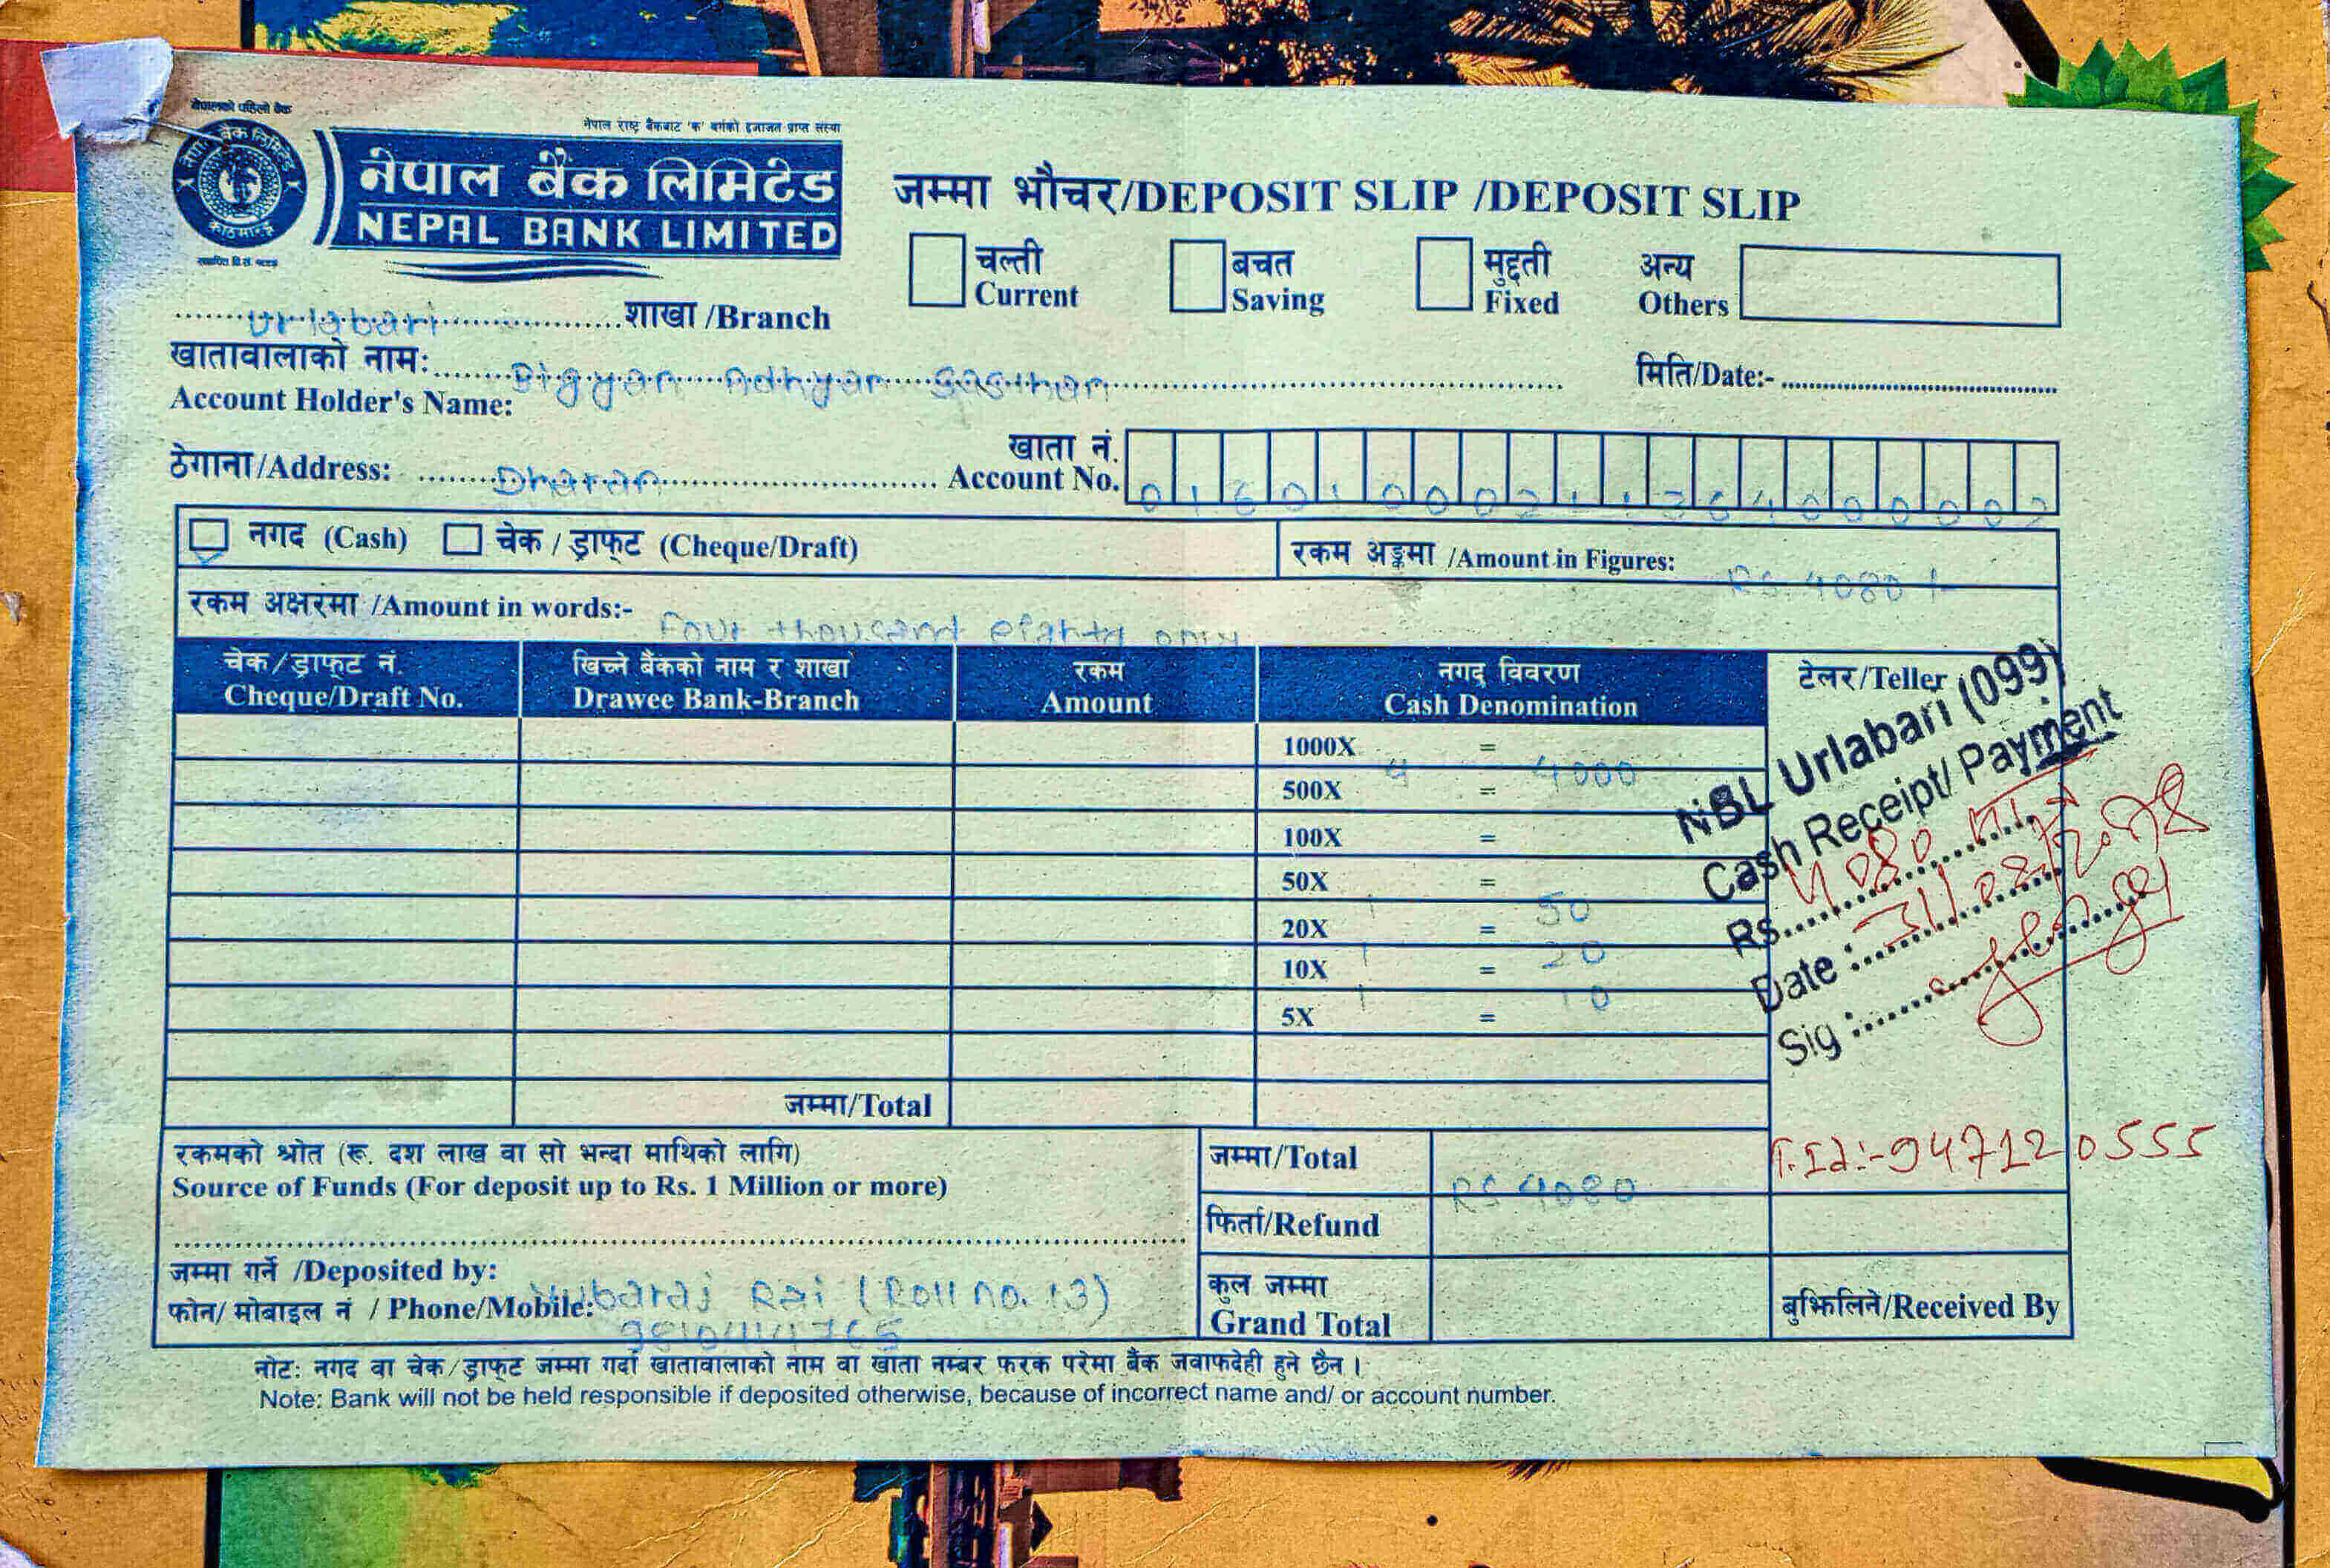 नेपालको पहिलो बैंक
नेपाल राष्ट्र बैंकबाट 'क' वर्गको इजाजत प्राप्त संस्था
बैंक लिमिटेड
काठमाडौं
नेपाल बैंक लिमिटेड
NEPAL BANK LIMITED
जम्मा भौचर/DEPOSIT SLIP /DEPOSIT SLIP
चल्ती
Current
बचत
Saving
मुद्दती
Fixed
अन्य
Others
Urlabari शाखा /Branch
खातावालाको नाम:
Account Holder's Name: Bigyan Adhyan Sasthan
मिति/Date:-
ठेगाना/Address: Dharan
खाता नं.
Account No.
नगद (Cash) चेक / ड्राफ्ट (Cheque/Draft)
रकम अङ्कमा /Amount in Figures: RS. 4080 /-
रकम अक्षरमा /Amount in words:- Four thousand eighty only
चेक/ड्राफ्ट नं.
Cheque/Draft No.
खिच्ने बैंकको नाम र शाखा
Drawee Bank-Branch
रकम
Amount
नगद विवरण
Cash Denomination
टेलर/Teller
1000X 4 = 4000
500X =
100X =
50X 1 = 50
20X 1 = 20
10X 1 = 10
5X =
NBL Urlabari (099)
Cash Receipt/ Payment
Rs. 4080
Date : 31/02/2078
Sig :
जम्मा/Total
रकमको श्रोत (रू. दश लाख वा सो भन्दा माथिको लागि)
Source of Funds (For deposit up to Rs. 1 Million or more)
जम्मा/Total RS 4080
T.Id:-947120555
फिर्ता/Refund
जम्मा गर्ने /Deposited by: Yubaraj Rai (Roll no. 13)
फोन/ मोबाइल नं / Phone/Mobile:
कुल जम्मा
Grand Total
बुझिलिने/Received By
नोट: नगद वा चेक/ड्राफ्ट जम्मा गर्दा खातावालाको नाम वा खाता नम्बर फरक परेमा बैंक जवाफदेही हुने छैन।
Note: Bank will not be held responsible if deposited otherwise, because of incorrect name and/ or account number.